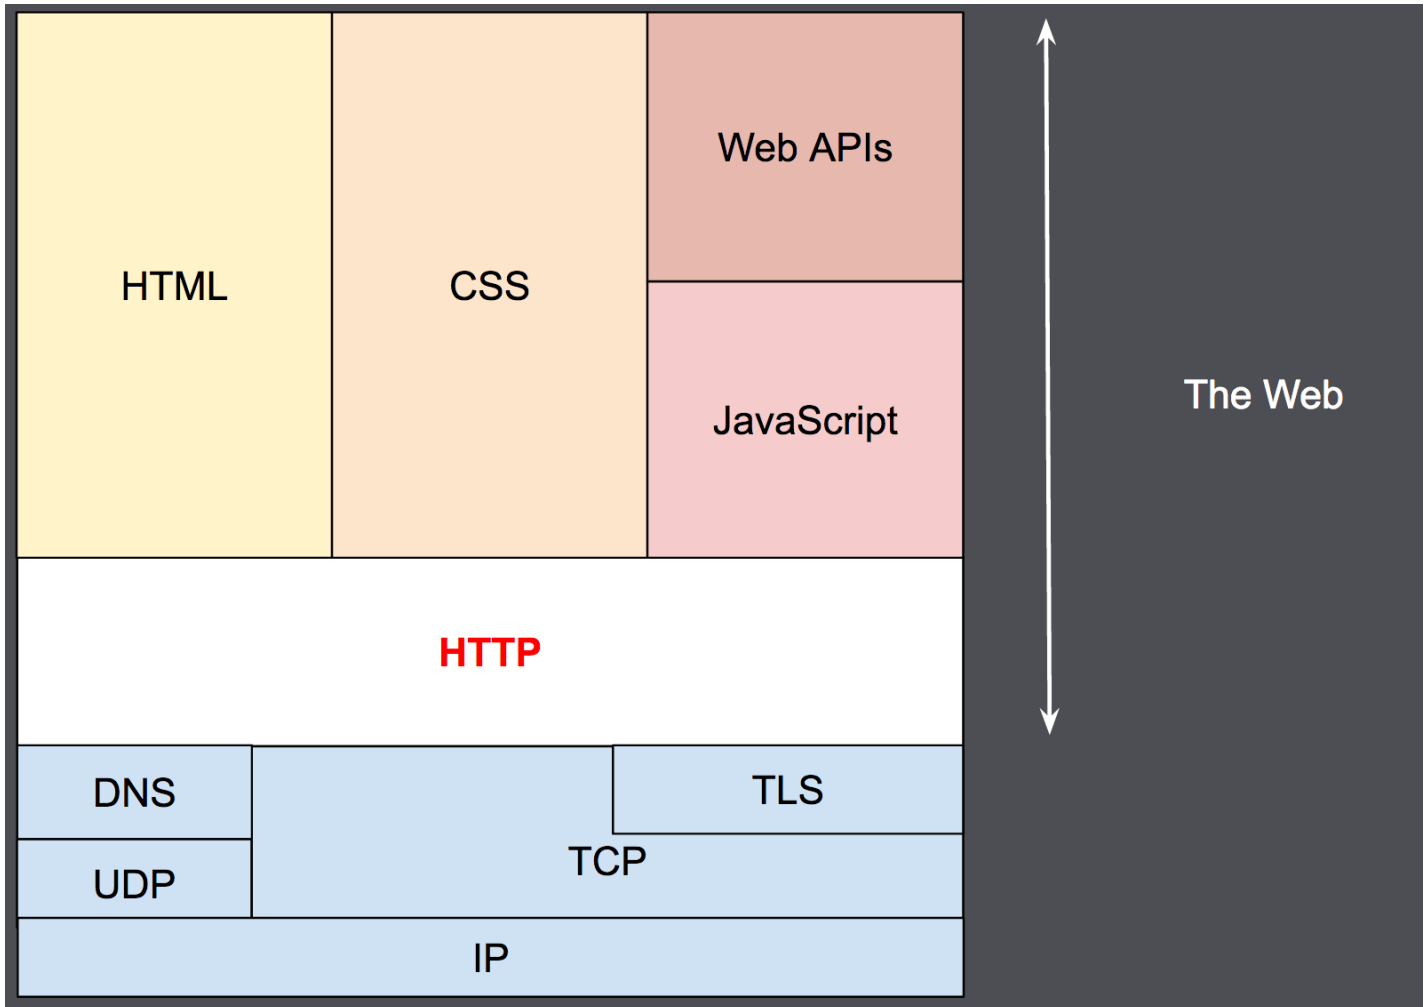 Web APIs
HTML
CSS
JavaScript
The Web
HTTP
DNS
TLS
TCP
UDP
IP